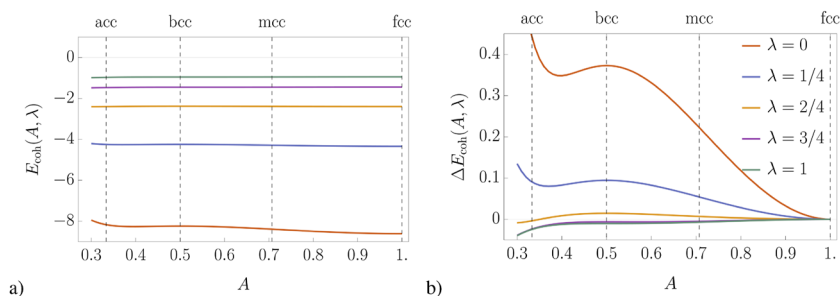 acc bcc mcc fcc
0
−2
−4
−6
−8
E_coh(A, λ)
0.3 0.4 0.5 0.6 0.7 0.8 0.9 1.
A
a)
acc bcc mcc fcc
0.4
0.3
0.2
0.1
0
ΔE_coh(A, λ)
λ = 0
λ = 1/4
λ = 2/4
λ = 3/4
λ = 1
0.3 0.4 0.5 0.6 0.7 0.8 0.9 1.
A
b)